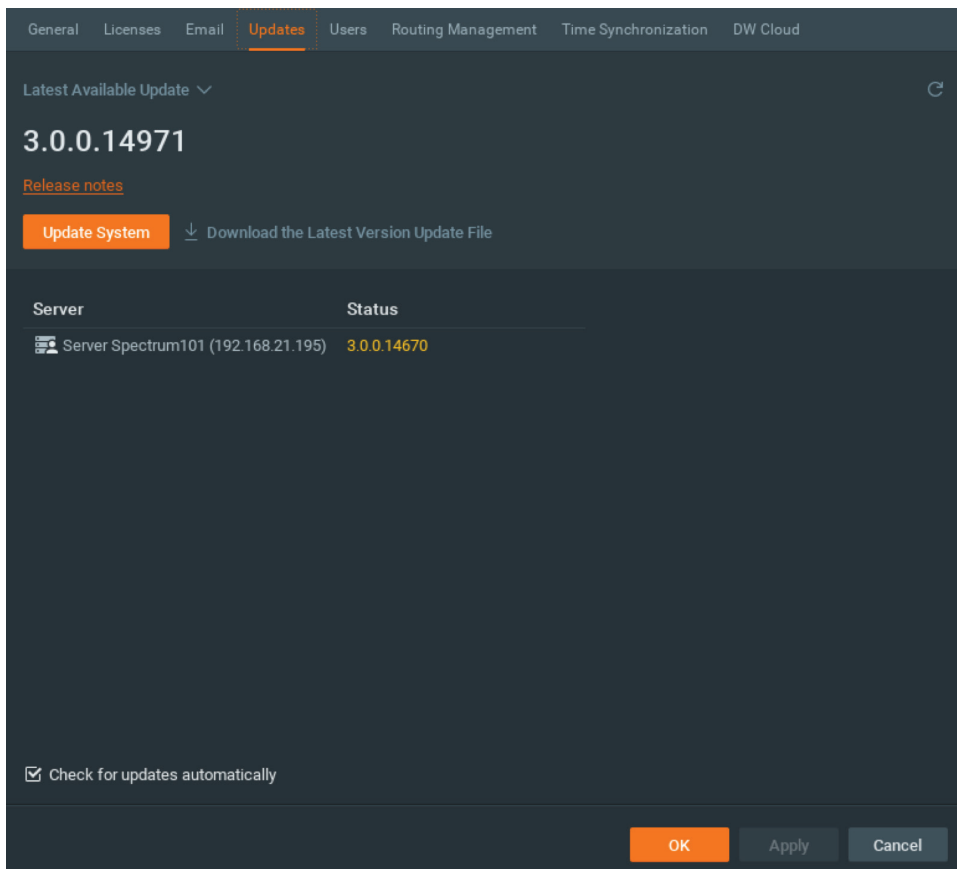 General Licenses Email Updates Users Routing Management Time Synchronization DW Cloud
Latest Available Update
3.0.0.14971
Release notes
Update System Download the Latest Version Update File
Server Status
Server Spectrum101 (192.168.21.195) 3.0.0.14670
Check for updates automatically
OK Apply Cancel